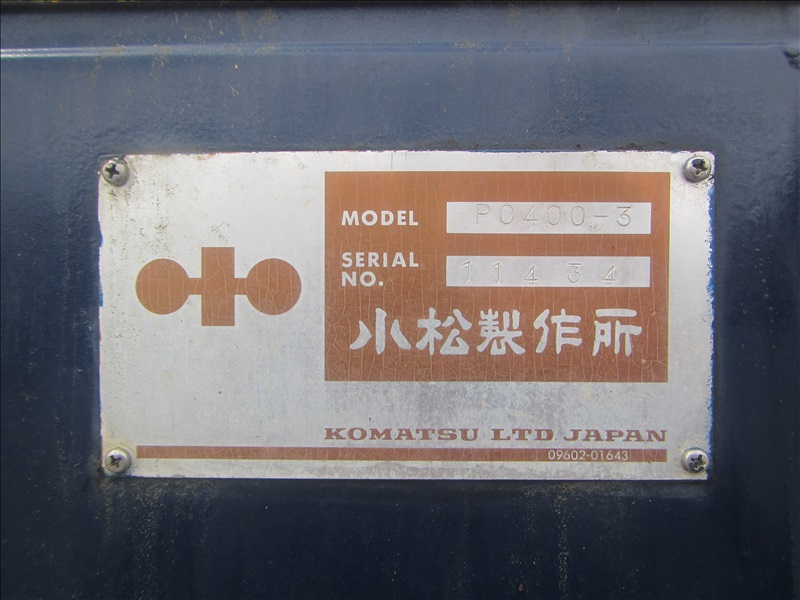 MODEL PC400-3
SERIAL NO. 11434
小松製作所
KOMATSU LTD. JAPAN
09602-01643